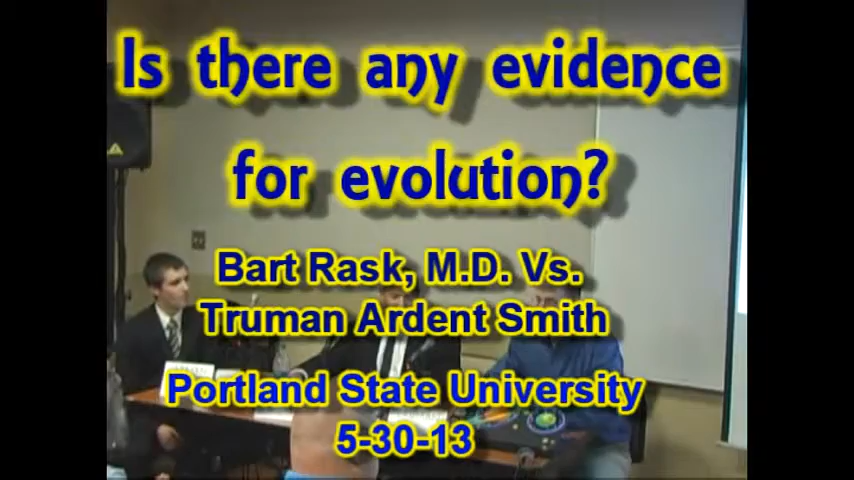 Is there any evidence
for evolution?
Bart Rask, M.D. Vs.
Truman Ardent Smith
Portland State University
5-30-13